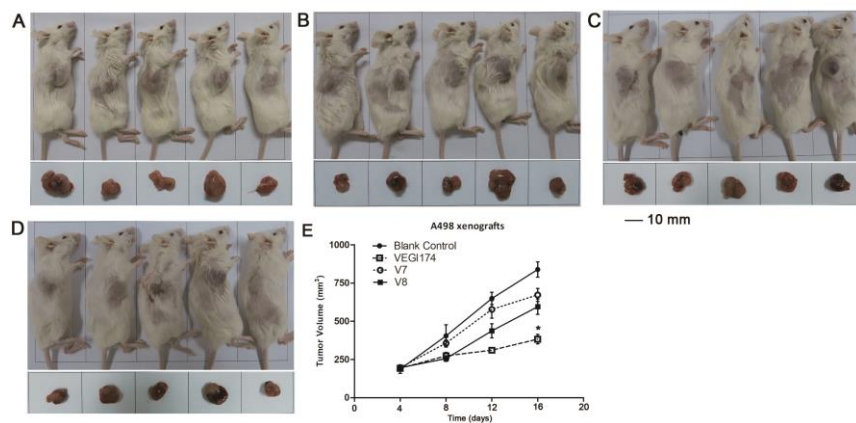 A
B
C
10 mm
D
E
A498 xenografts
Blank Control
VEGI174
V7
V8
Tumor Volume (mm³)
1000
750
500
250
0
*
0 4 8 12 16 20
Time (days)